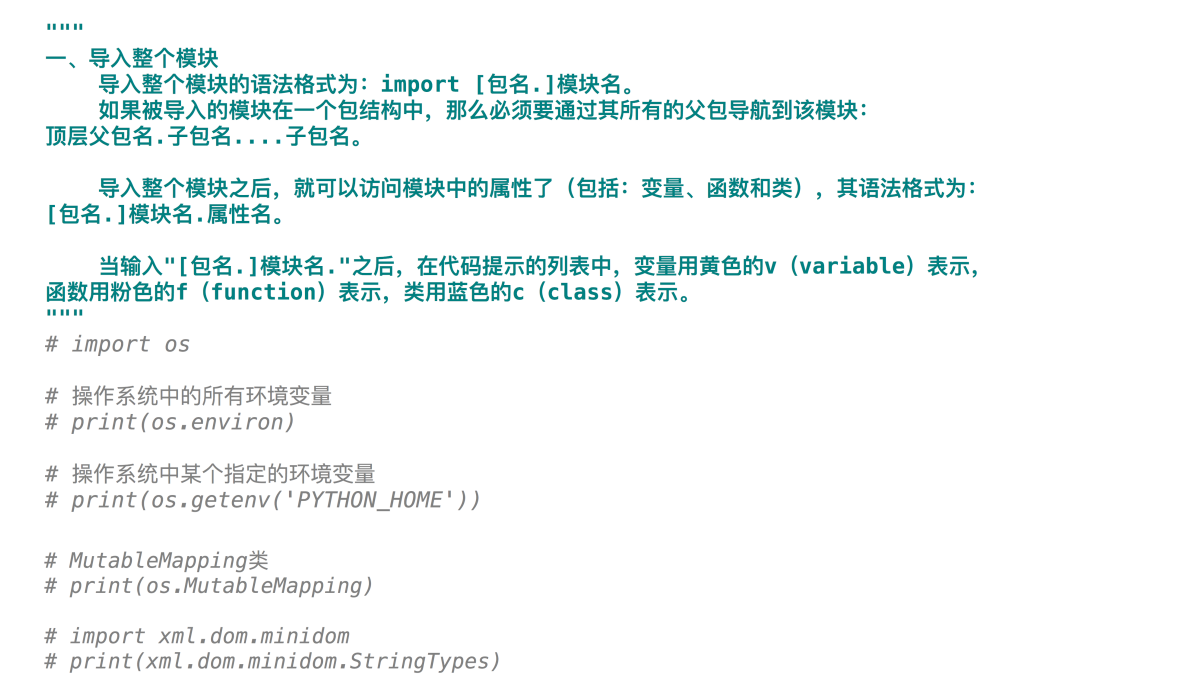 """
一、导入整个模块
导入整个模块的语法格式为：import [包名.]模块名。
如果被导入的模块在一个包结构中，那么必须要通过其所有的父包导航到该模块：
顶层父包名.子包名....子包名。
导入整个模块之后，就可以访问模块中的属性了（包括：变量、函数和类），其语法格式为：
[包名.]模块名.属性名。
当输入"[包名.]模块名."之后，在代码提示的列表中，变量用黄色的v（variable）表示，
函数用粉色的f（function）表示，类用蓝色的c（class）表示。
"""
# import os
# 操作系统中的所有环境变量
# print(os.environ)
# 操作系统中某个指定的环境变量
# print(os.getenv('PYTHON_HOME'))
# MutableMapping类
# print(os.MutableMapping)
# import xml.dom.minidom
# print(xml.dom.minidom.StringTypes)